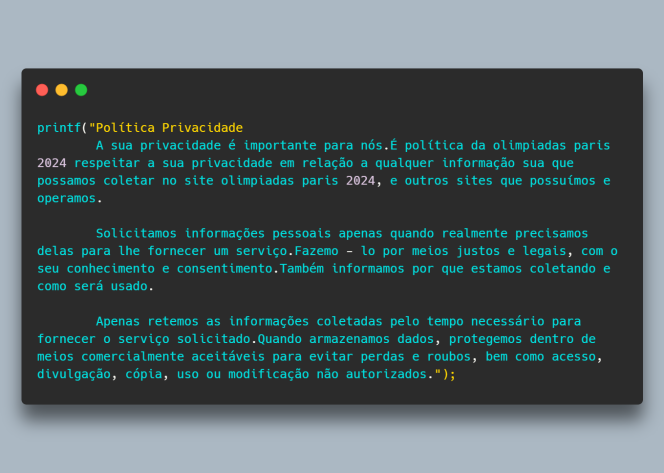 printf("Política Privacidade
A sua privacidade é importante para nós.É política da olimpiadas paris
2024 respeitar a sua privacidade em relação a qualquer informação sua que
possamos coletar no site olimpiadas paris 2024, e outros sites que possuímos e
operamos.
Solicitamos informações pessoais apenas quando realmente precisamos
delas para lhe fornecer um serviço.Fazemo - lo por meios justos e legais, com o
seu conhecimento e consentimento.Também informamos por que estamos coletando e
como será usado.
Apenas retemos as informações coletadas pelo tempo necessário para
fornecer o serviço solicitado.Quando armazenamos dados, protegemos dentro de
meios comercialmente aceitáveis para evitar perdas e roubos, bem como acesso,
divulgação, cópia, uso ou modificação não autorizados.");